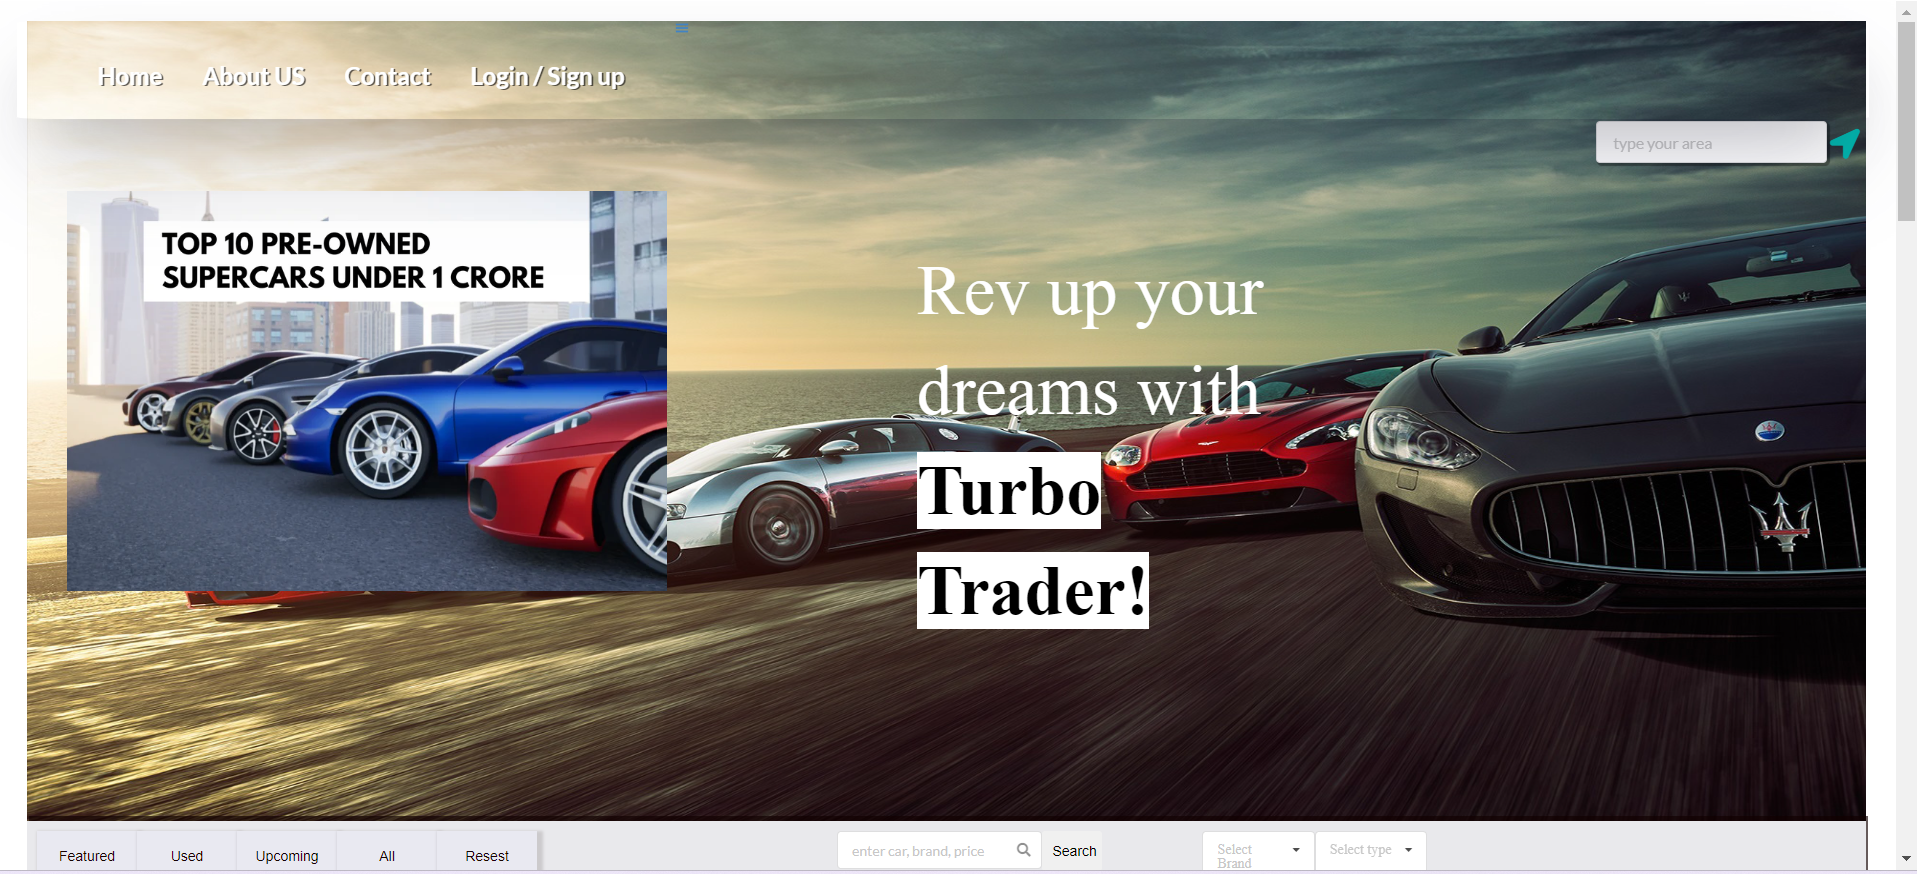 Home
About US
Contact
Login / Sign up
type your area
TOP 10 PRE-OWNED
SUPERCARS UNDER 1 CRORE
Rev up your
dreams with
Turbo
Trader!
Featured
Used
Upcoming
All
Resest
enter car, brand, price
Search
Select
Brand
Select type